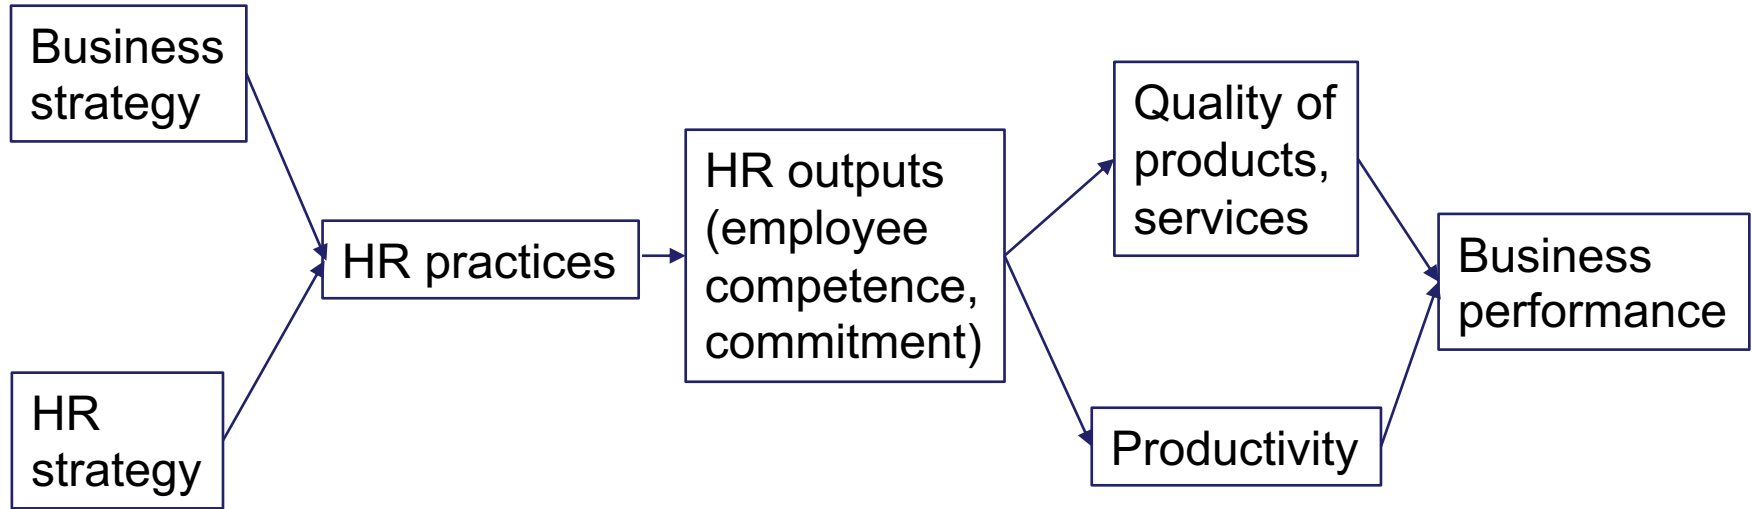 Business
strategy
HR
strategy
HR practices
HR outputs
(employee
competence,
commitment)
Quality of
products,
services
Productivity
Business
performance